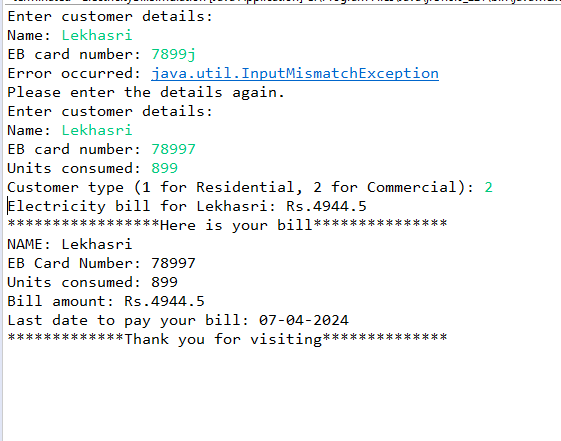 Enter customer details:
Name: Lekhasri
EB card number: 7899j
Error occurred: java.util.InputMismatchException
Please enter the details again.
Enter customer details:
Name: Lekhasri
EB card number: 78997
Units consumed: 899
Customer type (1 for Residential, 2 for Commercial): 2
Electricity bill for Lekhasri: Rs.4944.5
*****************Here is your bill***************
NAME: Lekhasri
EB Card Number: 78997
Units consumed: 899
Bill amount: Rs.4944.5
Last date to pay your bill: 07-04-2024
*************Thank you for visiting**************